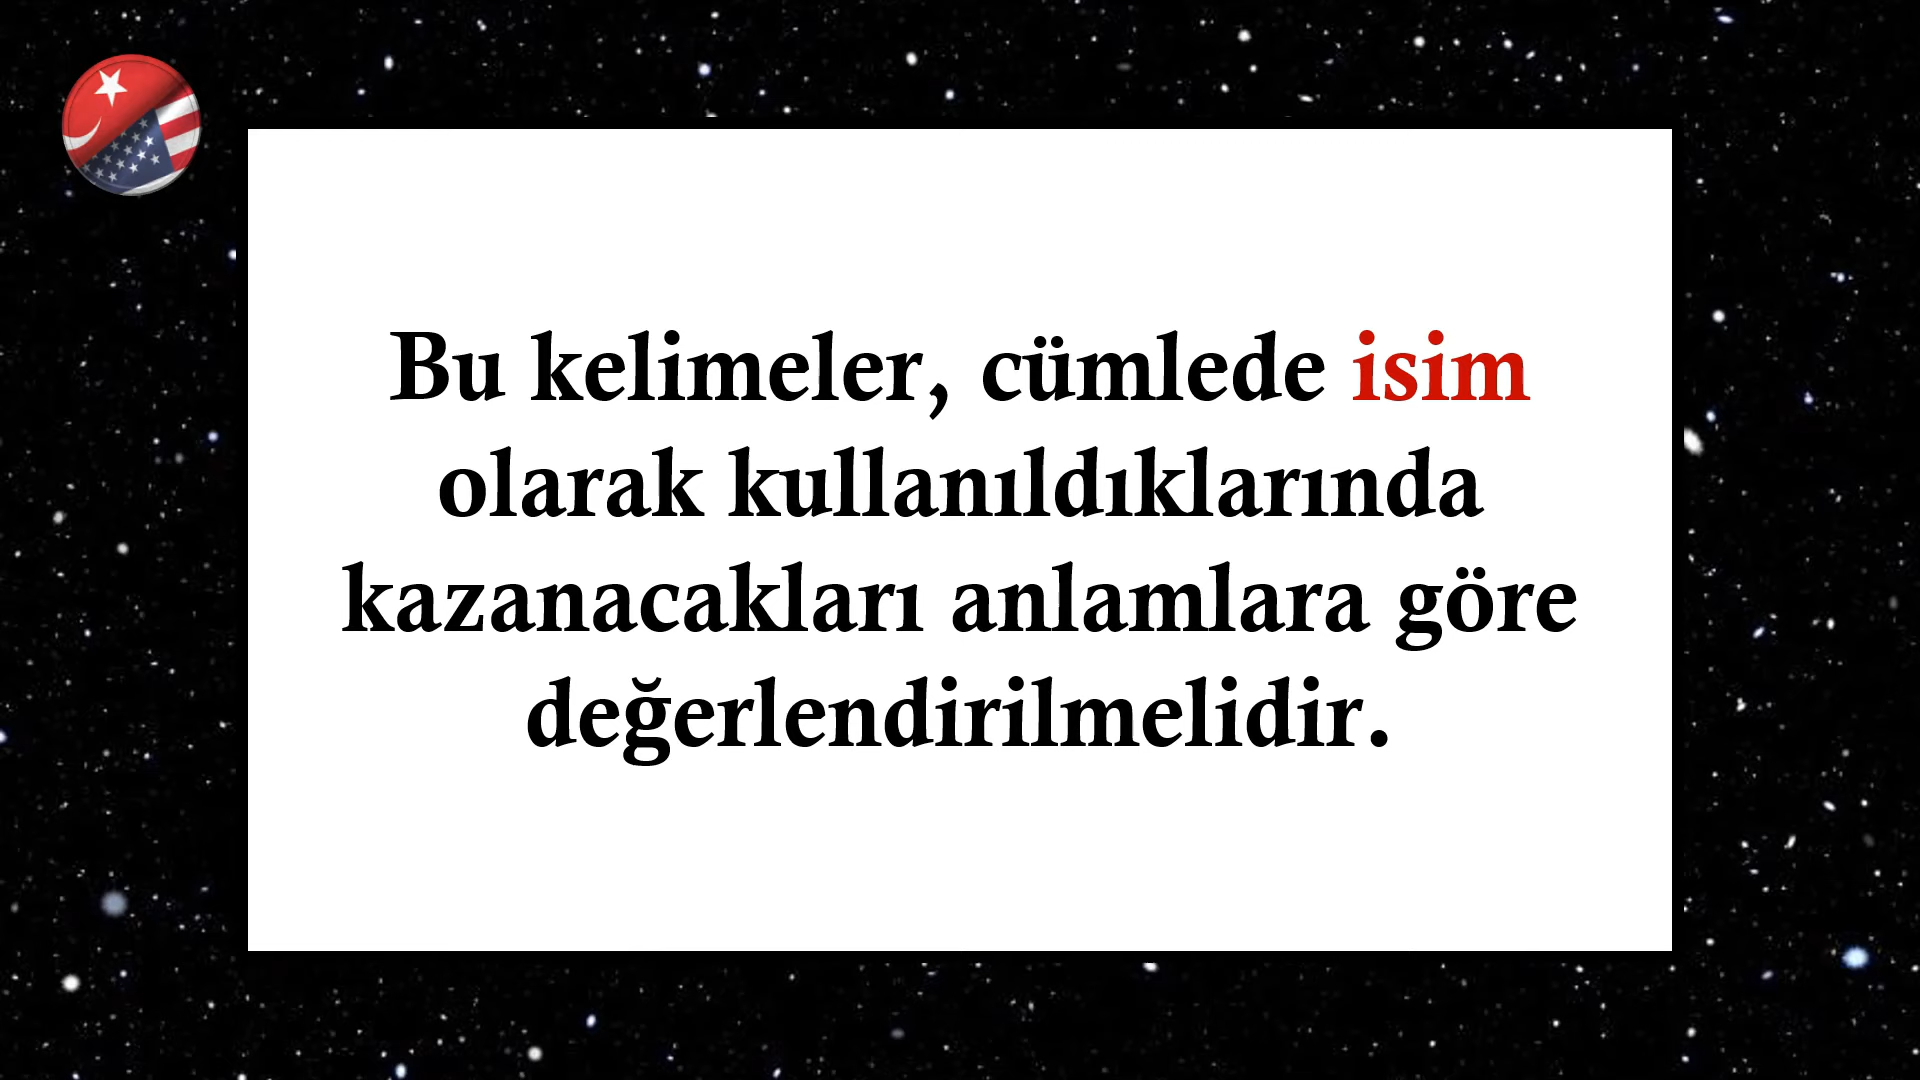 Bu kelimeler, cümlede isim
olarak kullanıldıklarında
kazanacakları anlamlara göre
değerlendirilmelidir.